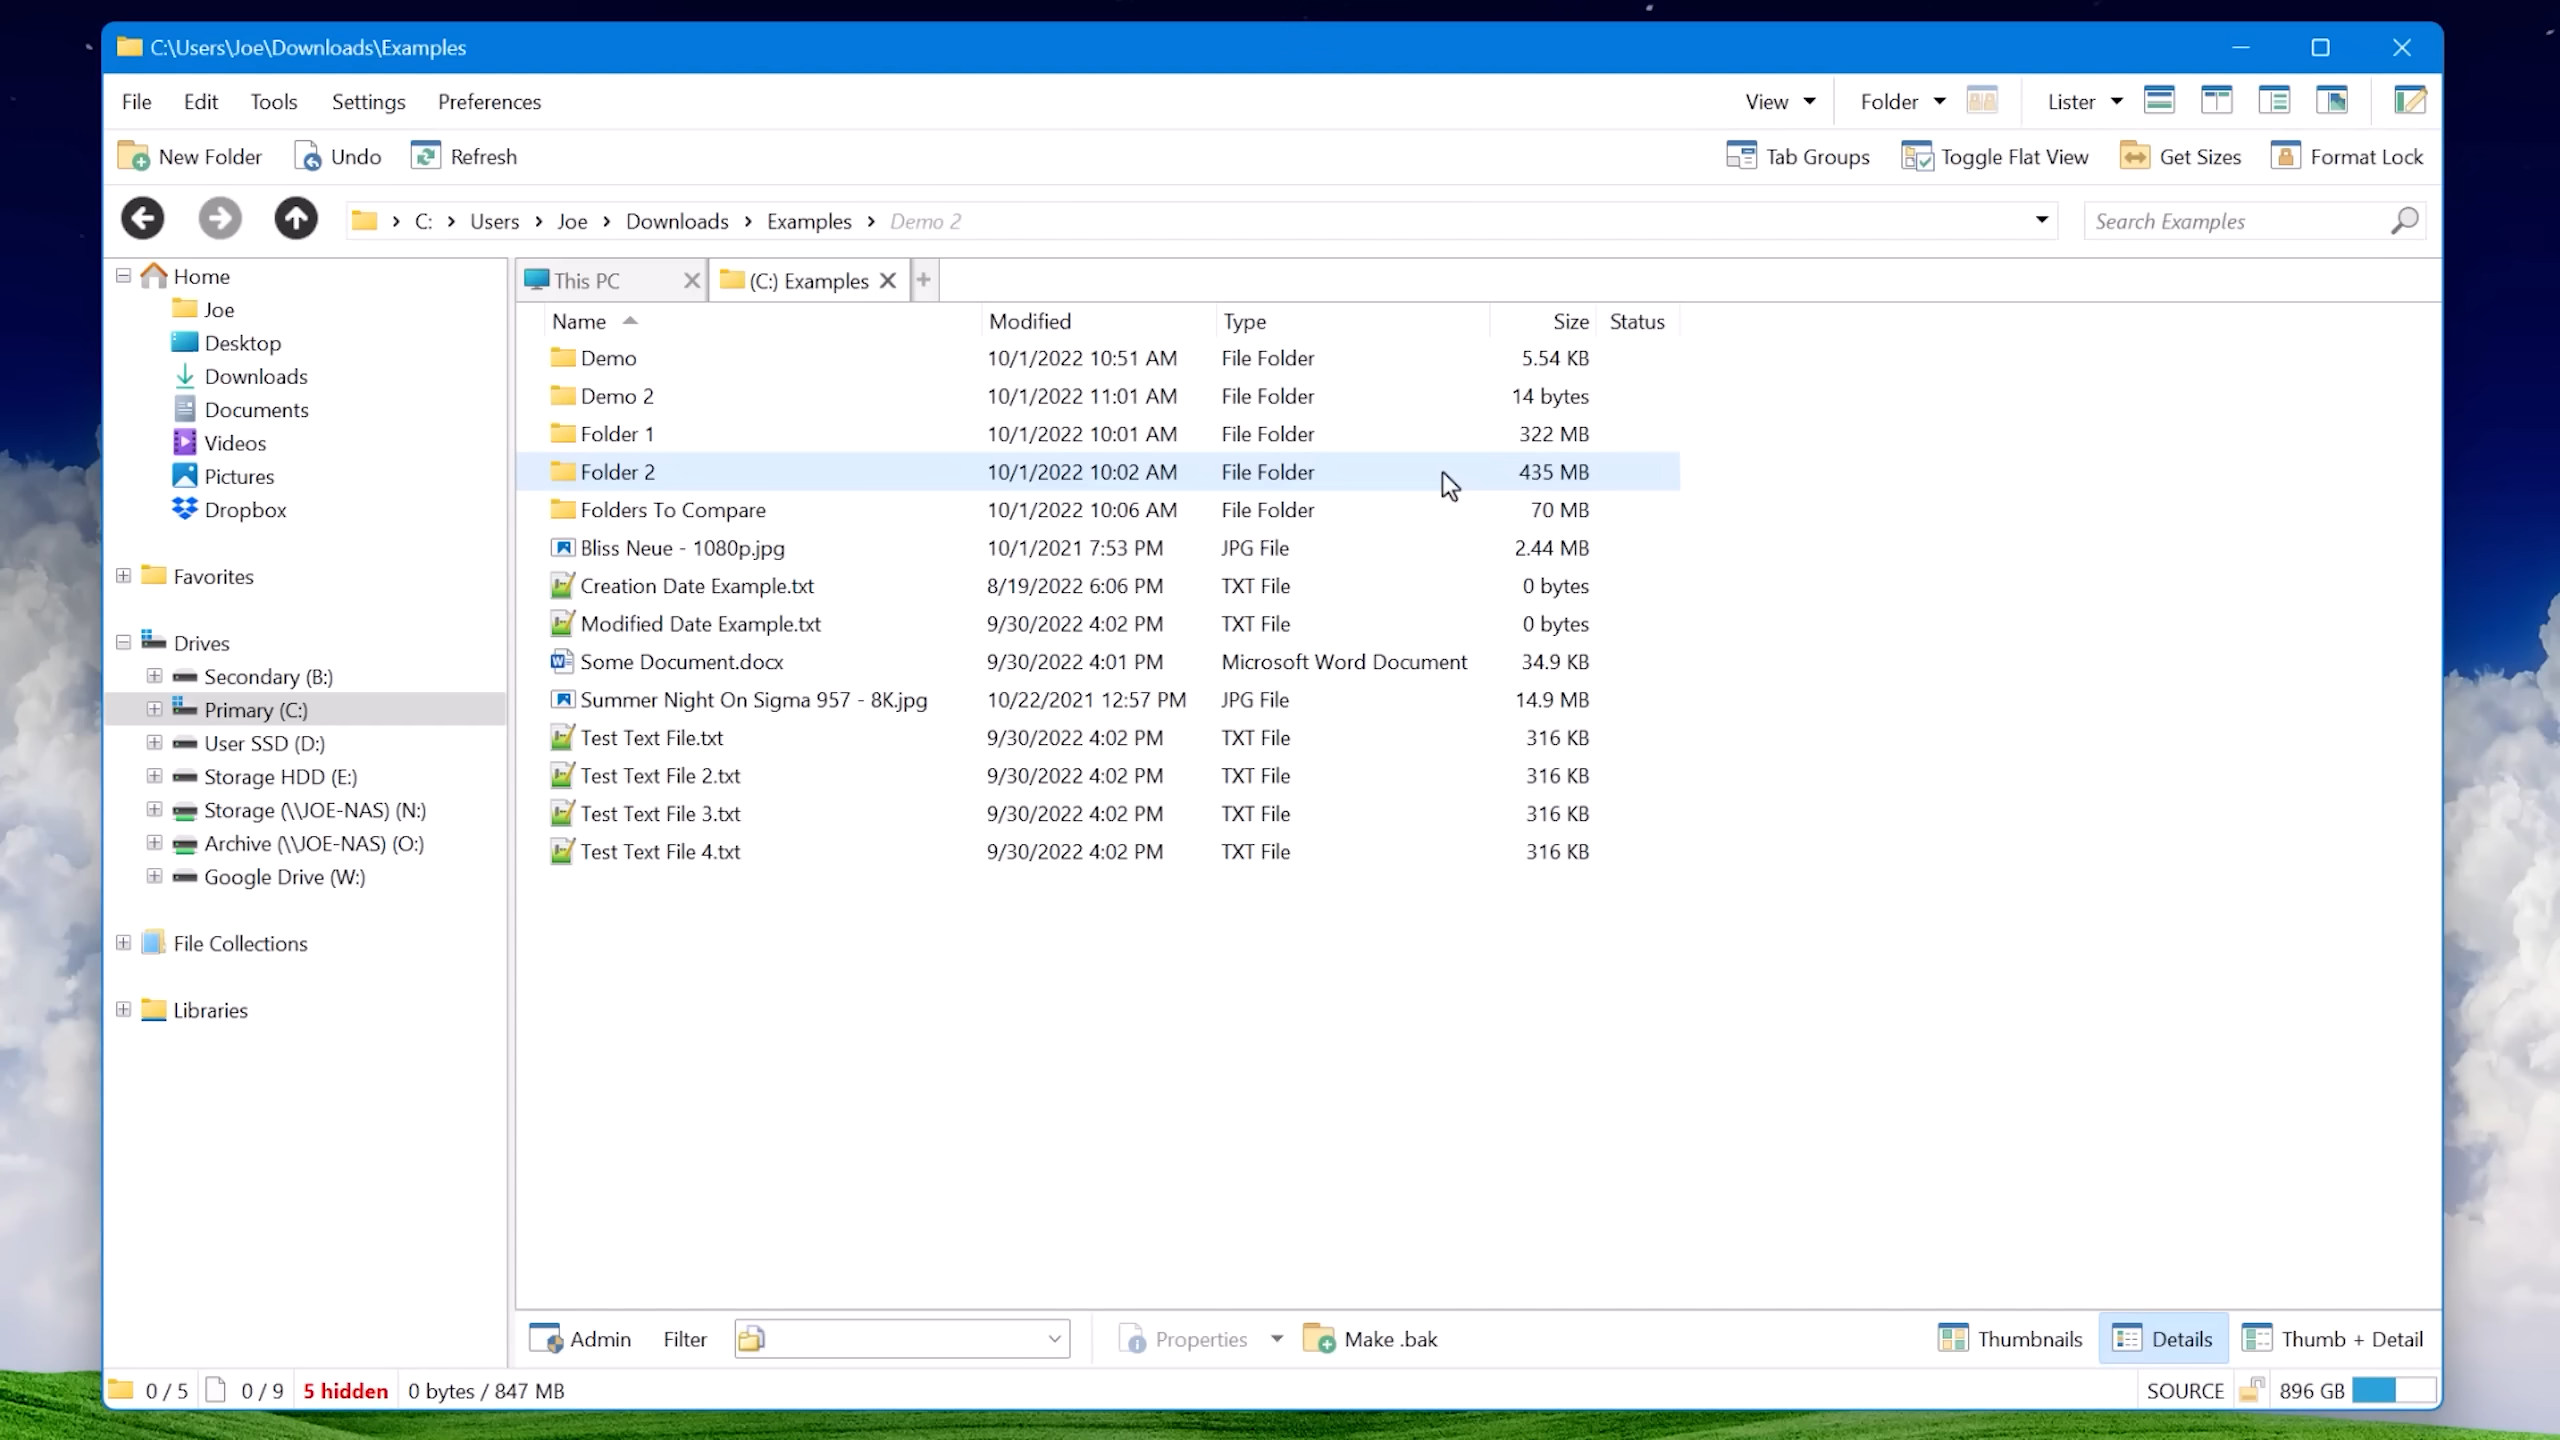 C:\Users\Joe\Downloads\Examples
File Edit Tools Settings Preferences View Folder Lister
New Folder Undo Refresh Tab Groups Toggle Flat View Get Sizes Format Lock
C: Users Joe Downloads Examples Demo 2 Search Examples
Home
Joe
Desktop
Downloads
Documents
Videos
Pictures
Dropbox
Favorites
Drives
Secondary (B:)
Primary (C:)
User SSD (D:)
Storage HDD (E:)
Storage (\\JOE-NAS) (N:)
Archive (\\JOE-NAS) (O:)
Google Drive (W:)
File Collections
Libraries
This PC (C:) Examples
Name Modified Type Size Status
Demo 10/1/2022 10:51 AM File Folder 5.54 KB
Demo 2 10/1/2022 11:01 AM File Folder 14 bytes
Folder 1 10/1/2022 10:01 AM File Folder 322 MB
Folder 2 10/1/2022 10:02 AM File Folder 435 MB
Folders To Compare 10/1/2022 10:06 AM File Folder 70 MB
Bliss Neue - 1080p.jpg 10/1/2021 7:53 PM JPG File 2.44 MB
Creation Date Example.txt 8/19/2022 6:06 PM TXT File 0 bytes
Modified Date Example.txt 9/30/2022 4:02 PM TXT File 0 bytes
Some Document.docx 9/30/2022 4:01 PM Microsoft Word Document 34.9 KB
Summer Night On Sigma 957 - 8K.jpg 10/22/2021 12:57 PM JPG File 14.9 MB
Test Text File.txt 9/30/2022 4:02 PM TXT File 316 KB
Test Text File 2.txt 9/30/2022 4:02 PM TXT File 316 KB
Test Text File 3.txt 9/30/2022 4:02 PM TXT File 316 KB
Test Text File 4.txt 9/30/2022 4:02 PM TXT File 316 KB
Admin Filter Properties Make .bak Thumbnails Details Thumb + Detail
0 / 5 0 / 9 5 hidden 0 bytes / 847 MB SOURCE 896 GB